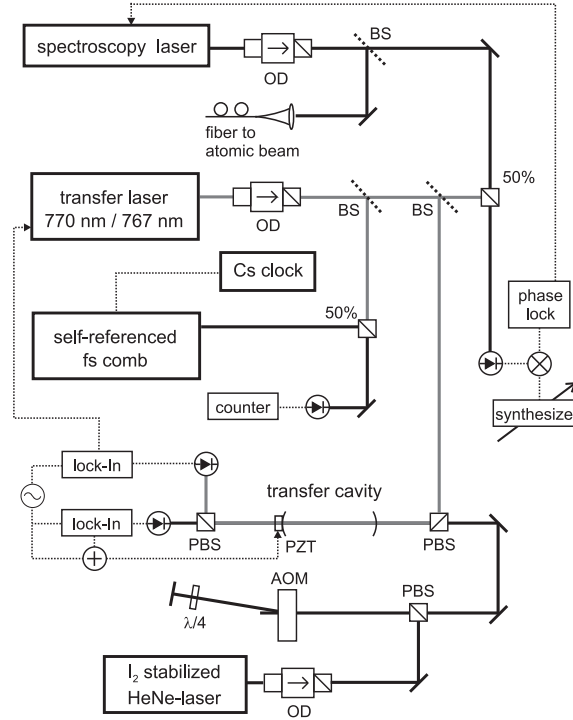 spectroscopy laser
BS
OD
fiber to
atomic beam
transfer laser
770 nm / 767 nm
50%
OD
BS
BS
Cs clock
phase
lock
self-referenced
fs comb
50%
counter
synthesize
lock-In
transfer cavity
lock-In
PBS
PZT
PBS
AOM
λ/4
PBS
I2 stabilized
HeNe-laser
OD